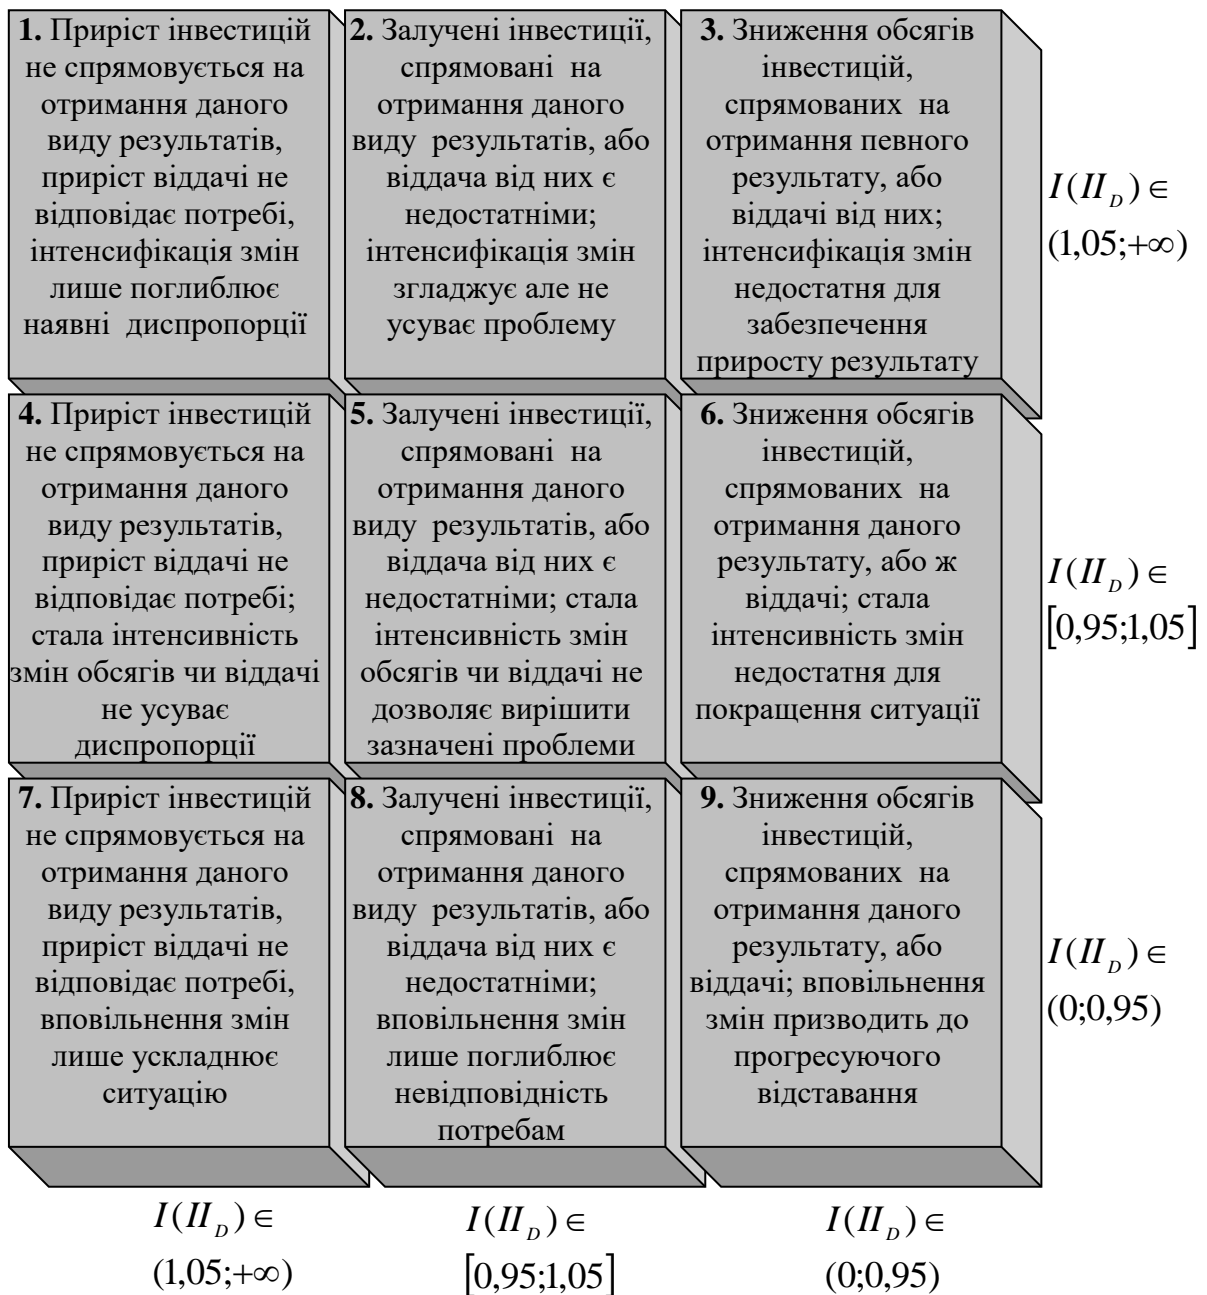 1. Приріст інвестицій
не спрямовується на
отримання даного
виду результатів,
приріст віддачі не
відповідає потребі,
інтенсифікація змін
лише поглиблює
наявні диспропорції
2. Залучені інвестиції,
спрямовані на
отримання даного
виду результатів, або
віддача від них є
недостатніми;
інтенсифікація змін
згладжує але не
усуває проблему
3. Зниження обсягів
інвестицій,
спрямованих на
отримання певного
результату, або
віддачі від них;
інтенсифікація змін
недостатня для
забезпечення
приросту результату
I(II_D) ∈
(1,05;+∞)
4. Приріст інвестицій
не спрямовується на
отримання даного
виду результатів,
приріст віддачі не
відповідає потребі;
стала інтенсивність
змін обсягів чи віддачі
не усуває
диспропорції
5. Залучені інвестиції,
спрямовані на
отримання даного
виду результатів, або
віддача від них є
недостатніми; стала
інтенсивність змін
обсягів чи віддачі не
дозволяє вирішити
зазначені проблеми
6. Зниження обсягів
інвестицій,
спрямованих на
отримання даного
результату, або ж
віддачі; стала
інтенсивність змін
недостатня для
покращення ситуації
I(II_D) ∈
[0,95;1,05]
7. Приріст інвестицій
не спрямовується на
отримання даного
виду результатів,
приріст віддачі не
відповідає потребі,
вповільнення змін
лише ускладнює
ситуацію
8. Залучені інвестиції,
спрямовані на
отримання даного
виду результатів, або
віддача від них є
недостатніми;
вповільнення змін
лише поглиблює
невідповідність
потребам
9. Зниження обсягів
інвестицій,
спрямованих на
отримання даного
результату, або
віддачі; вповільнення
змін призводить до
прогресуючого
відставання
I(II_D) ∈
(0;0,95)
I(II_D) ∈
(1,05;+∞)
I(II_D) ∈
[0,95;1,05]
I(II_D) ∈
(0;0,95)